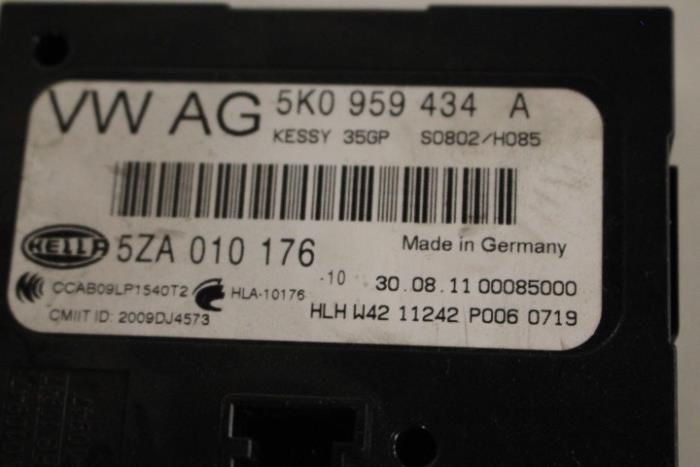 VW AG 5K0 959 434 A
KESSY 35GP S0802/H085
HELLA 5ZA 010 176 Made in Germany
CCAB09LP1540T2 HLA-10176 -10 30.08.11 00085000
CMIIT ID: 2009DJ4573 HLH W42 11242 P006 0719